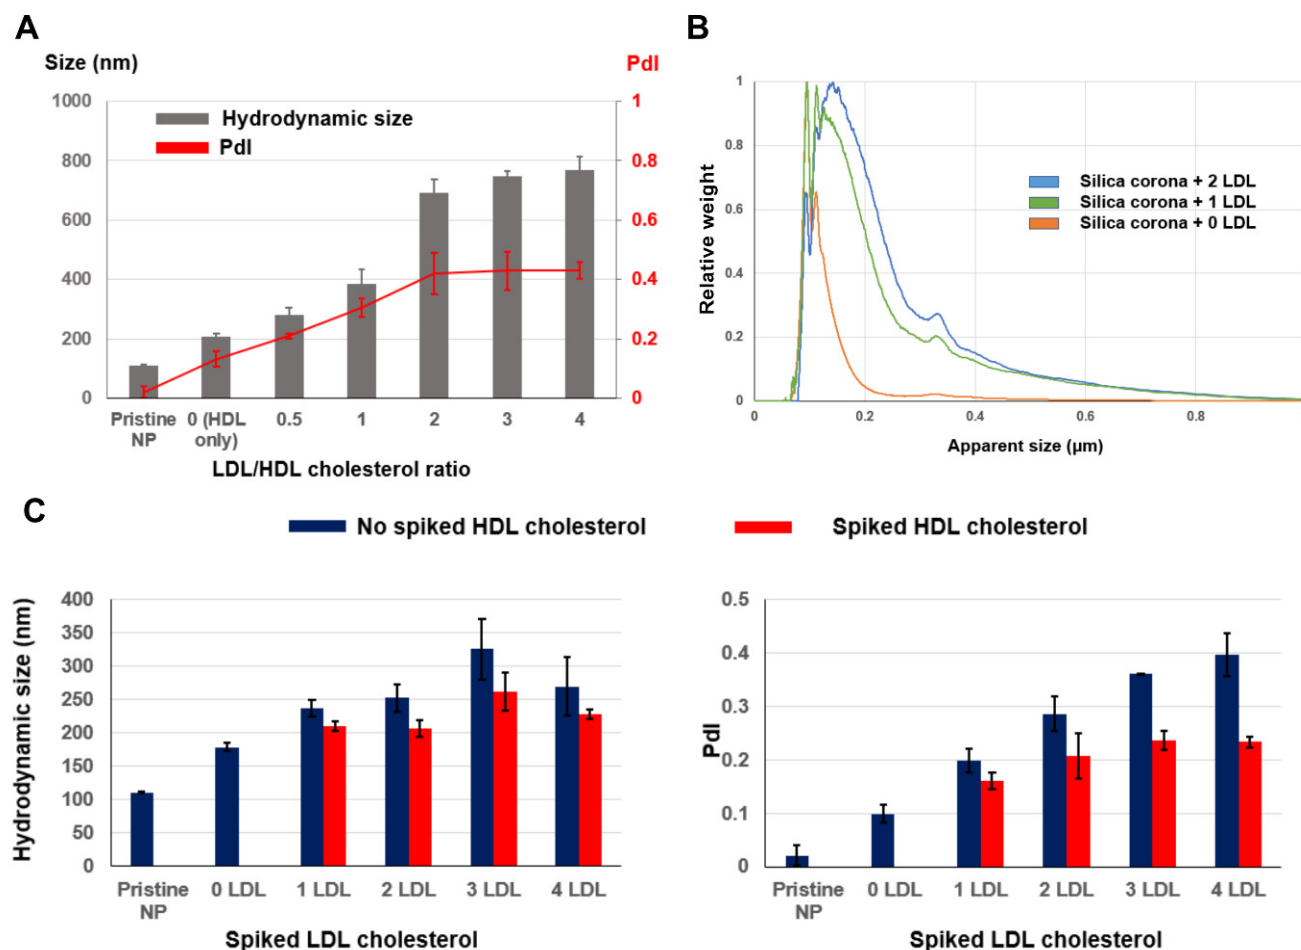 A
Size (nm)
PdI
1000
800
600
400
200
0
1
0.8
0.6
0.4
0.2
0
Hydrodynamic size
PdI
Pristine NP
0 (HDL only)
0.5
1
2
3
4
LDL/HDL cholesterol ratio
B
Relative weight
1
0.8
0.6
0.4
0.2
0
Silica corona + 2 LDL
Silica corona + 1 LDL
Silica corona + 0 LDL
0
0.2
0.4
0.6
0.8
Apparent size (µm)
C
No spiked HDL cholesterol
Spiked HDL cholesterol
Hydrodynamic size (nm)
400
350
300
250
200
150
100
50
0
Pristine NP
0 LDL
1 LDL
2 LDL
3 LDL
4 LDL
Spiked LDL cholesterol
PdI
0.5
0.4
0.3
0.2
0.1
0
Pristine NP
0 LDL
1 LDL
2 LDL
3 LDL
4 LDL
Spiked LDL cholesterol